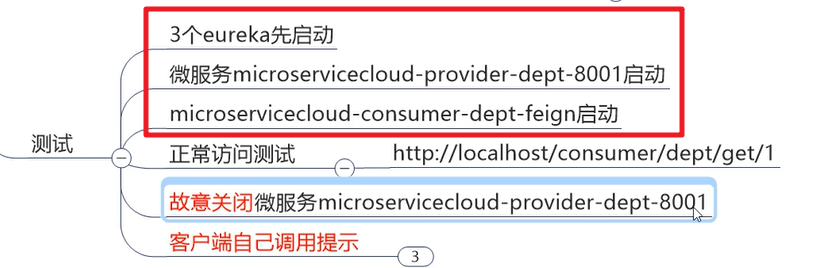 3个eureka先启动
微服务microservicecloud-provider-dept-8001启动
microservicecloud-consumer-dept-feign启动
测试
正常访问测试
http://localhost/consumer/dept/get/1
故意关闭微服务microservicecloud-provider-dept-8001
客户端自己调用提示
3